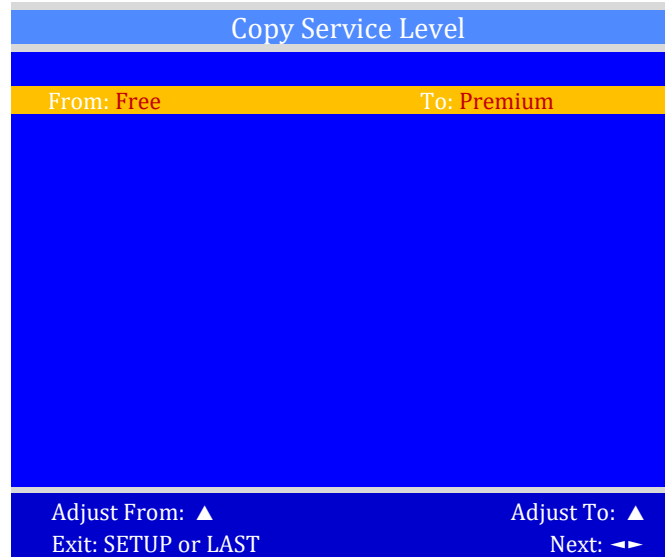 Copy Service Level
From: Free To: Premium
Adjust From: ▲ Adjust To: ▲
Exit: SETUP or LAST Next: ◄►